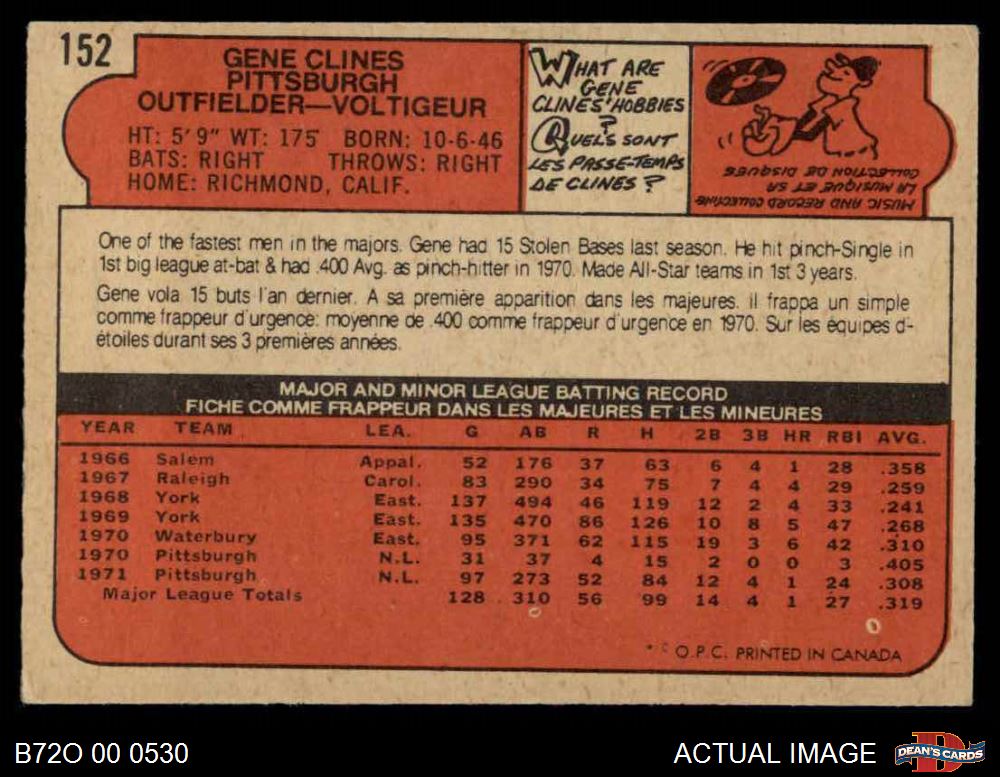 152
GENE CLINES
PITTSBURGH
OUTFIELDER—VOLTIGEUR
HT: 5' 9" WT: 175 BORN: 10-6-46
BATS: RIGHT THROWS: RIGHT
HOME: RICHMOND, CALIF.
WHAT ARE
GENE
CLINES' HOBBIES
?
QUELS SONT
LES PASSE-TEMPS
DE CLINES ?
MUSIC AND RECORD COLLECTING
LA MUSIQUE ET SA
COLLECTION DE DISQUES
One of the fastest men in the majors. Gene had 15 Stolen Bases last season. He hit pinch-Single in
1st big league at-bat & had .400 Avg. as pinch-hitter in 1970. Made All-Star teams in 1st 3 years.
Gene vola 15 buts l'an dernier. A sa première apparition dans les majeures. il frappa un simple
comme frappeur d'urgence: moyenne de .400 comme frappeur d'urgence en 1970. Sur les équipes d'-
étoiles durant ses 3 premières années.
MAJOR AND MINOR LEAGUE BATTING RECORD
FICHE COMME FRAPPEUR DANS LES MAJEURES ET LES MINEURES
YEAR TEAM LEA. G AB R H 2B 3B HR RBI AVG.
1966 Salem Appal. 52 176 37 63 6 4 1 28 .358
1967 Raleigh Carol. 83 290 34 75 7 4 4 29 .259
1968 York East. 137 494 46 119 12 2 4 33 .241
1969 York East. 135 470 86 126 10 8 5 47 .268
1970 Waterbury East. 95 371 62 115 19 3 6 42 .310
1970 Pittsburgh N.L. 31 37 4 15 2 0 0 3 .405
1971 Pittsburgh N.L. 97 273 52 84 12 4 1 24 .308
Major League Totals 128 310 56 99 14 4 1 27 .319
* © O.P.C. PRINTED IN CANADA
B72O 00 0530
ACTUAL IMAGE
DEAN'S CARDS